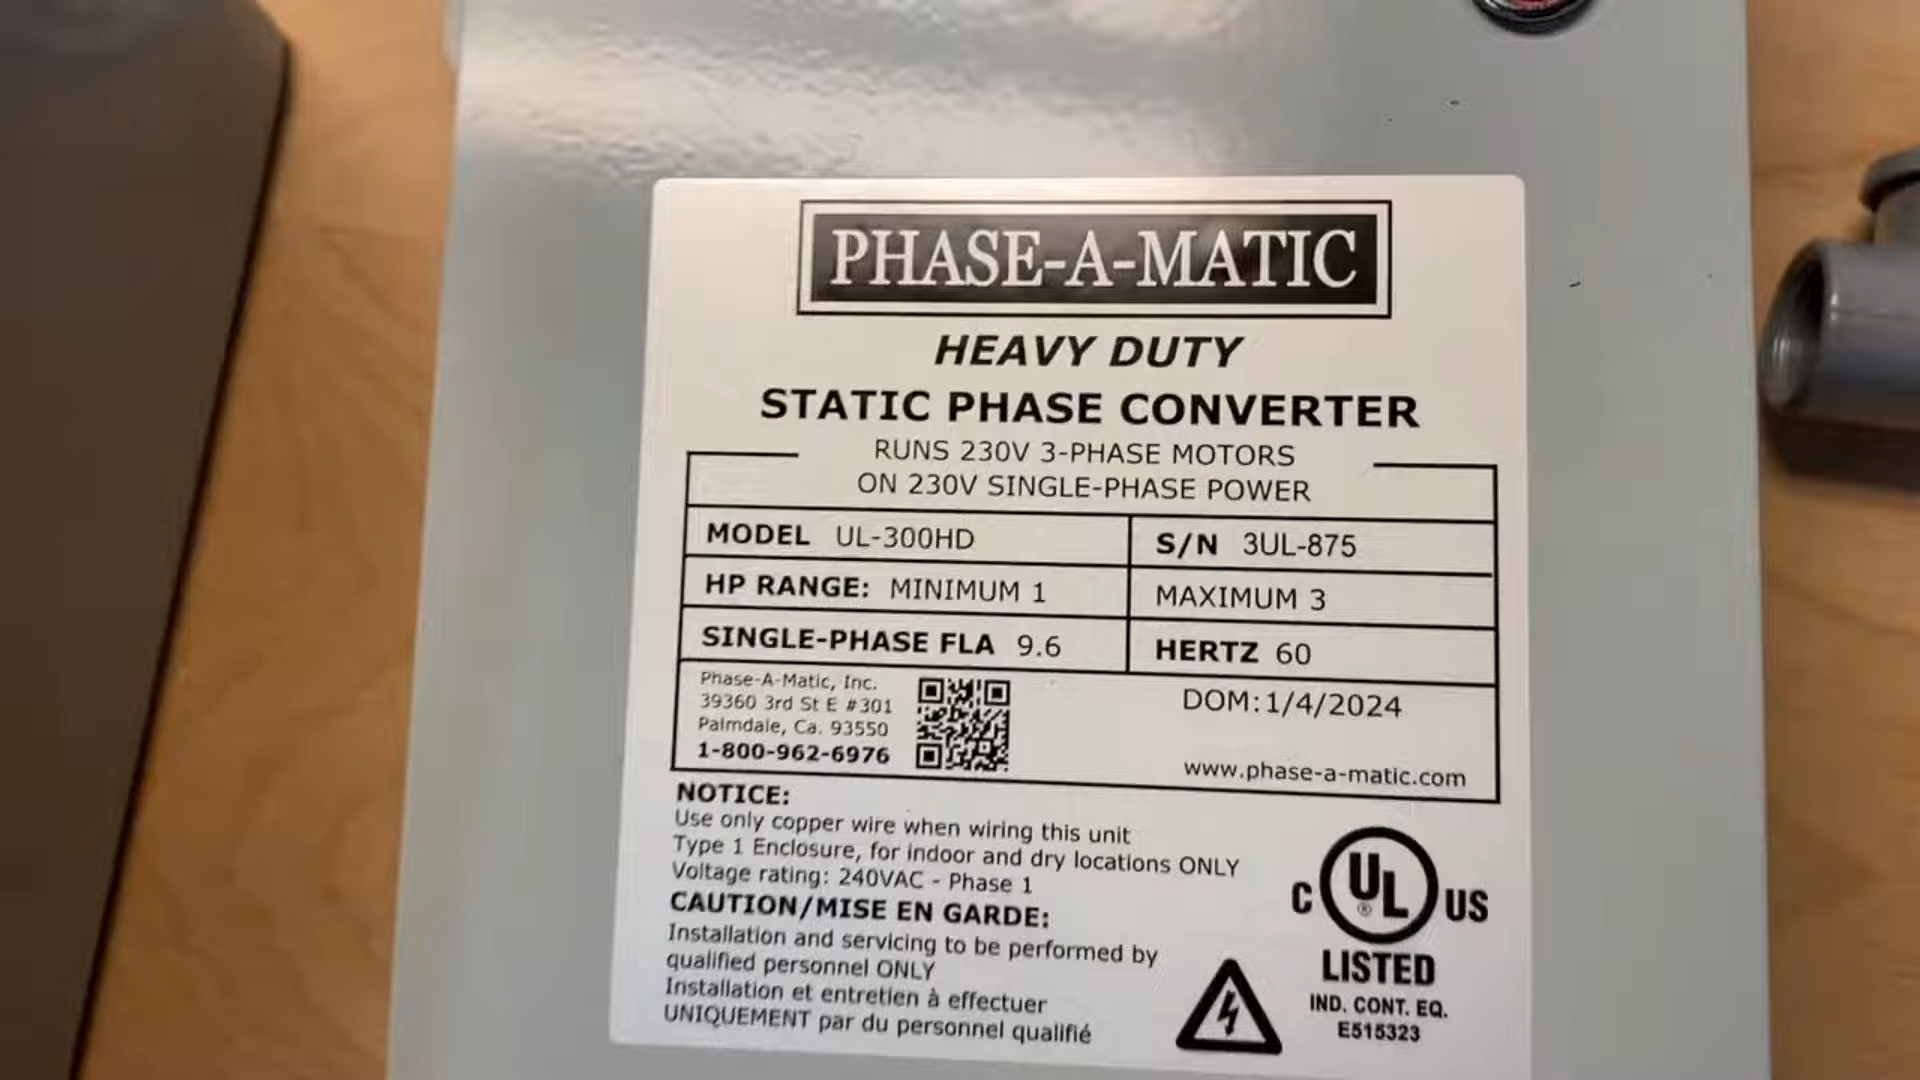 PHASE-A-MATIC
HEAVY DUTY
STATIC PHASE CONVERTER
RUNS 230V 3-PHASE MOTORS
ON 230V SINGLE-PHASE POWER
MODEL UL-300HD S/N 3UL-875
HP RANGE: MINIMUM 1 MAXIMUM 3
SINGLE-PHASE FLA 9.6 HERTZ 60
Phase-A-Matic, Inc.
39360 3rd St E #301
Palmdale, Ca. 93550
1-800-962-6976
DOM:1/4/2024
www.phase-a-matic.com
NOTICE:
Use only copper wire when wiring this unit
Type 1 Enclosure, for indoor and dry locations ONLY
Voltage rating: 240VAC - Phase 1
CAUTION/MISE EN GARDE:
Installation and servicing to be performed by
qualified personnel ONLY
Installation et entretien à effectuer
UNIQUEMENT par du personnel qualifié
C UL ® US
LISTED
IND. CONT. EQ.
E515323